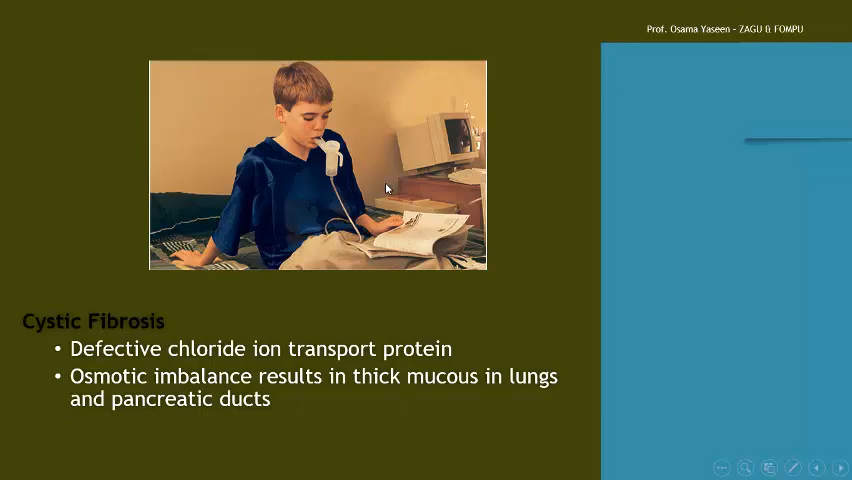 Prof. Osama Yaseen – ZAGU & FOMPU
Cystic Fibrosis
• Defective chloride ion transport protein
• Osmotic imbalance results in thick mucous in lungs
and pancreatic ducts